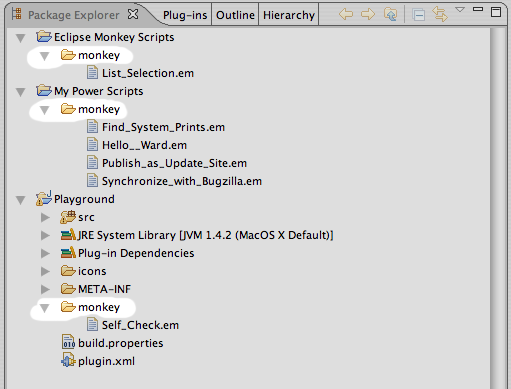 Package Explorer Plug-ins Outline Hierarchy
Eclipse Monkey Scripts
monkey
List_Selection.em
My Power Scripts
monkey
Find_System_Prints.em
Hello__Ward.em
Publish_as_Update_Site.em
Synchronize_with_Bugzilla.em
Playground
src
JRE System Library [JVM 1.4.2 (MacOS X Default)]
Plug-in Dependencies
icons
META-INF
monkey
Self_Check.em
build.properties
plugin.xml